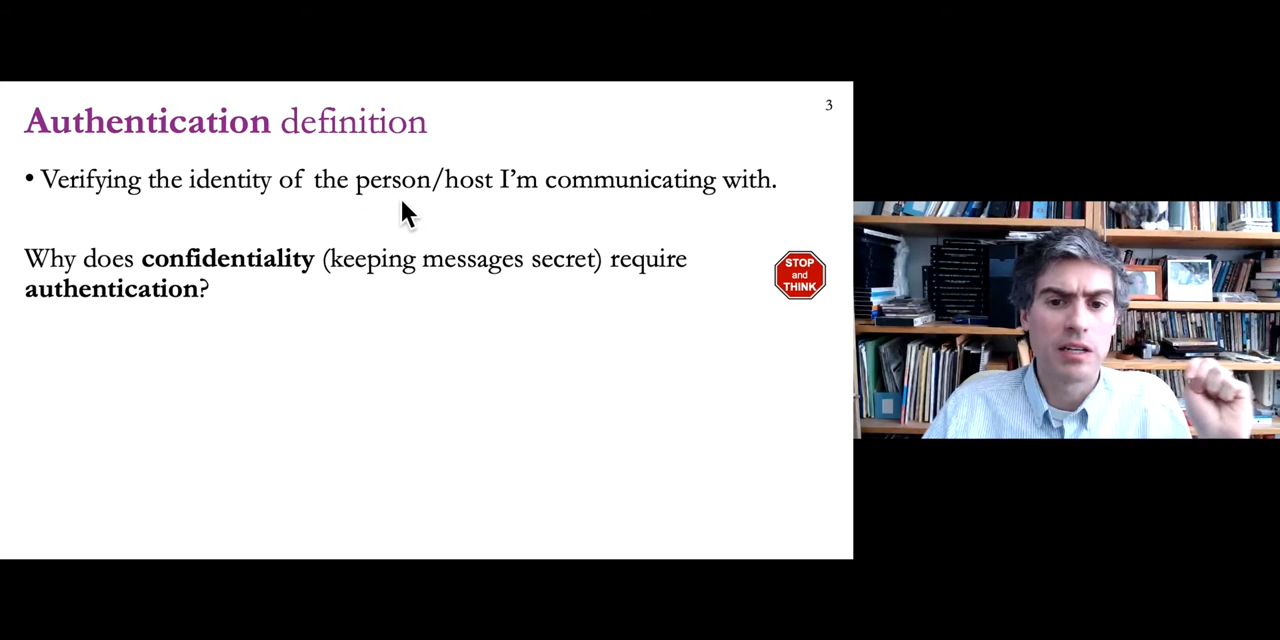 3
Authentication definition
• Verifying the identity of the person/host I'm communicating with.
Why does confidentiality (keeping messages secret) require
authentication?
STOP
and
THINK